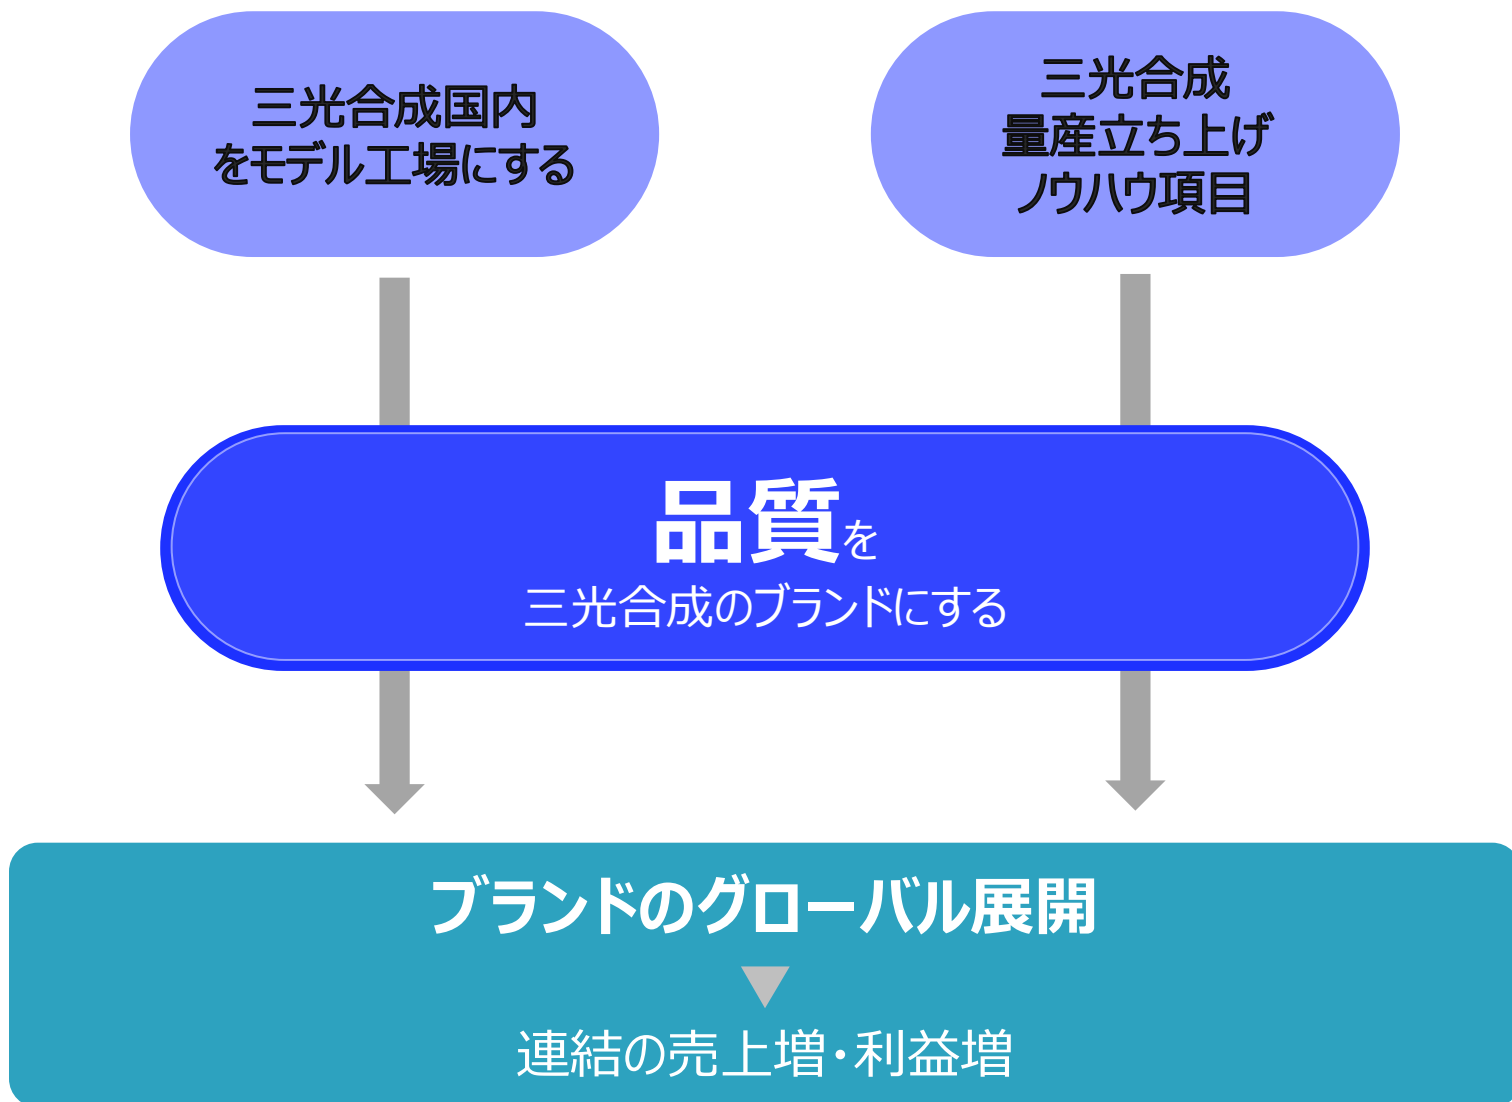 三光合成国内
をモデル工場にする
三光合成
量産立ち上げ
ノウハウ項目
品質を
三光合成のブランドにする
ブランドのグローバル展開
連結の売上増・利益増